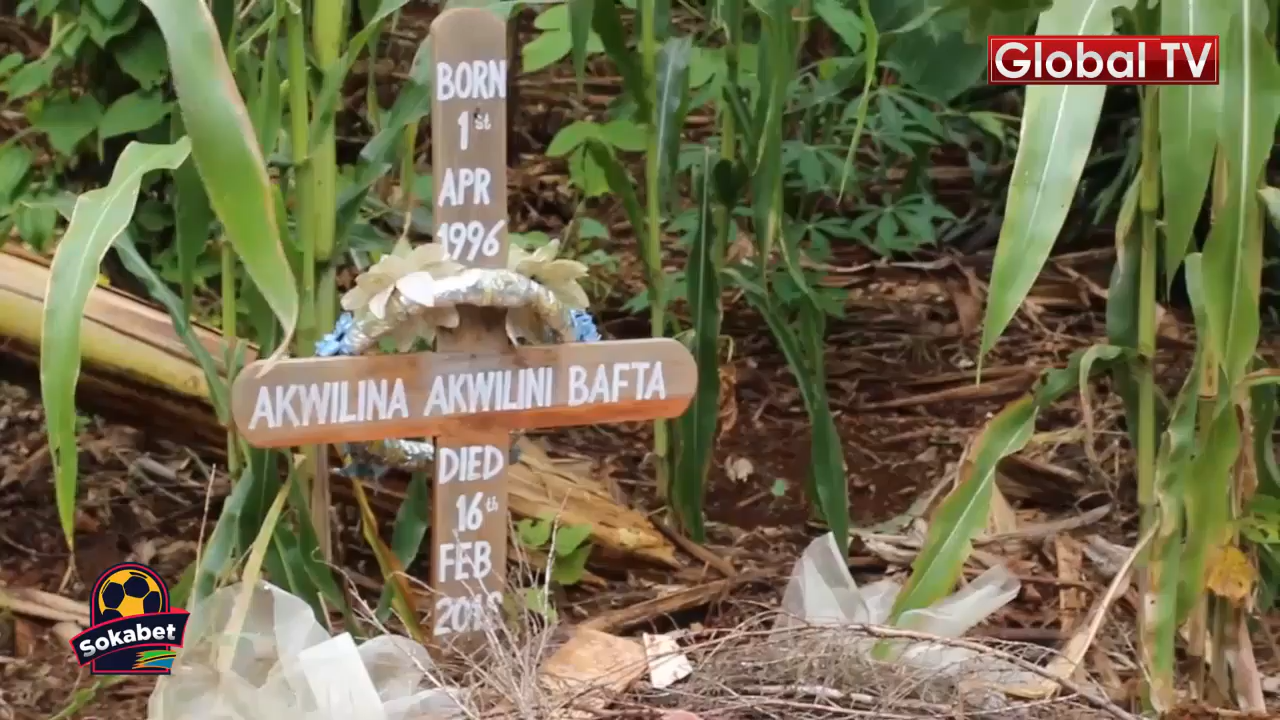 Global TV
BORN
1st
APR
1996
AKWILINA AKWILINI BAFTA
DIED
16th
FEB
Sokabet